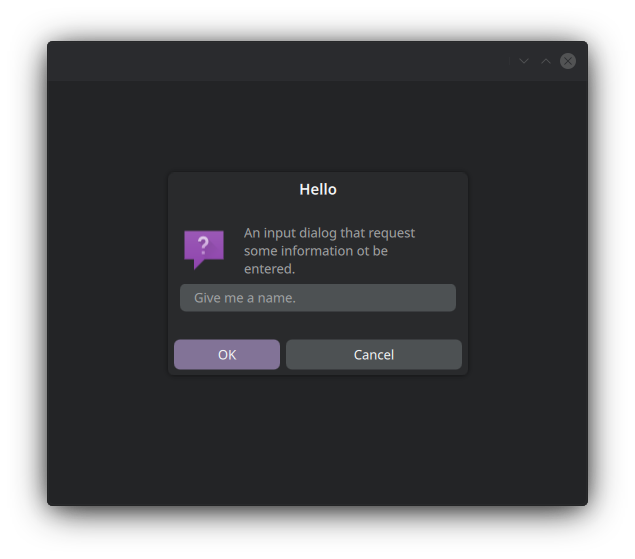 Hello
?
An input dialog that request
some information ot be
entered.
Give me a name.
OK
Cancel